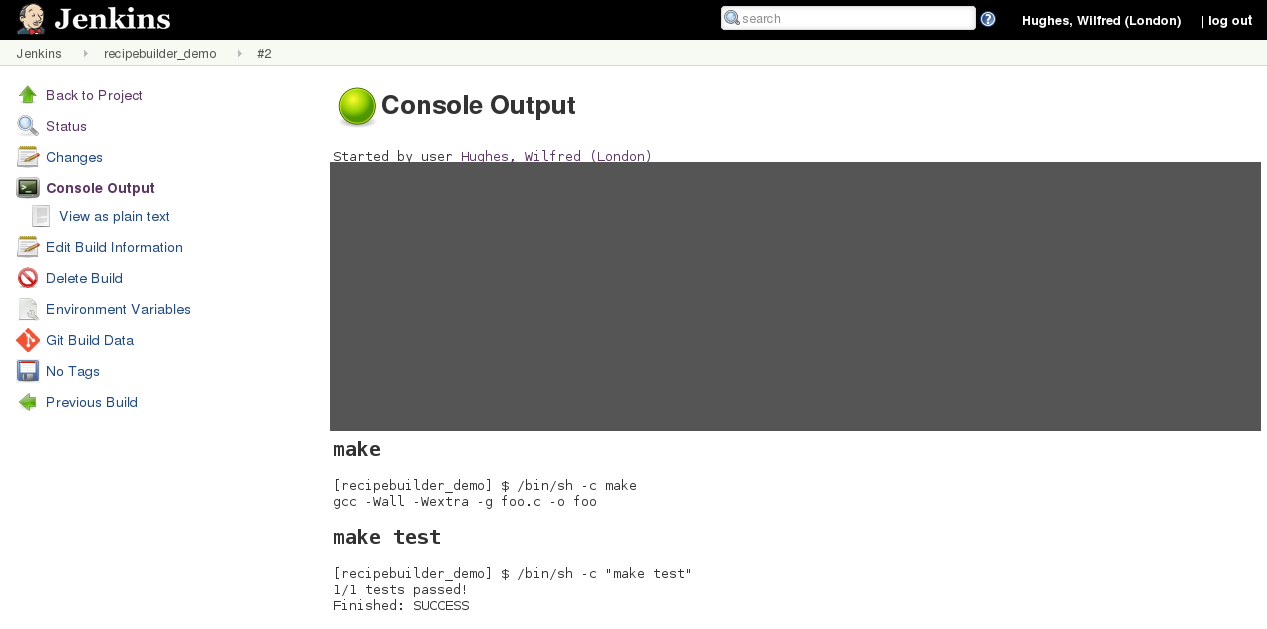 Jenkins
search
Hughes, Wilfred (London) | log out
Jenkins recipebuilder_demo #2
Back to Project
Status
Changes
Console Output
View as plain text
Edit Build Information
Delete Build
Environment Variables
Git Build Data
No Tags
Previous Build
Console Output
Started by user Hughes, Wilfred (London)
make
[recipebuilder_demo] $ /bin/sh -c make
gcc -Wall -Wextra -g foo.c -o foo
make test
[recipebuilder_demo] $ /bin/sh -c "make test"
1/1 tests passed!
Finished: SUCCESS